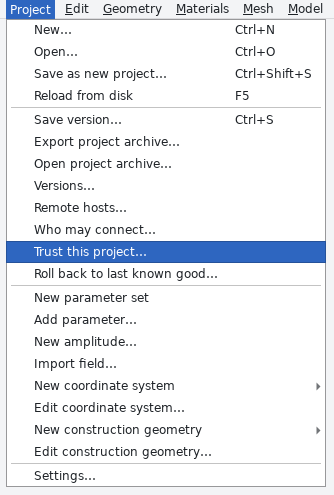 Project Edit Geometry Materials Mesh Model
New... Ctrl+N
Open... Ctrl+O
Save as new project... Ctrl+Shift+S
Reload from disk F5
Save version... Ctrl+S
Export project archive...
Open project archive...
Versions...
Remote hosts...
Who may connect...
Trust this project...
Roll back to last known good...
New parameter set
Add parameter...
New amplitude...
Import field...
New coordinate system
Edit coordinate system...
New construction geometry
Edit construction geometry...
Settings...